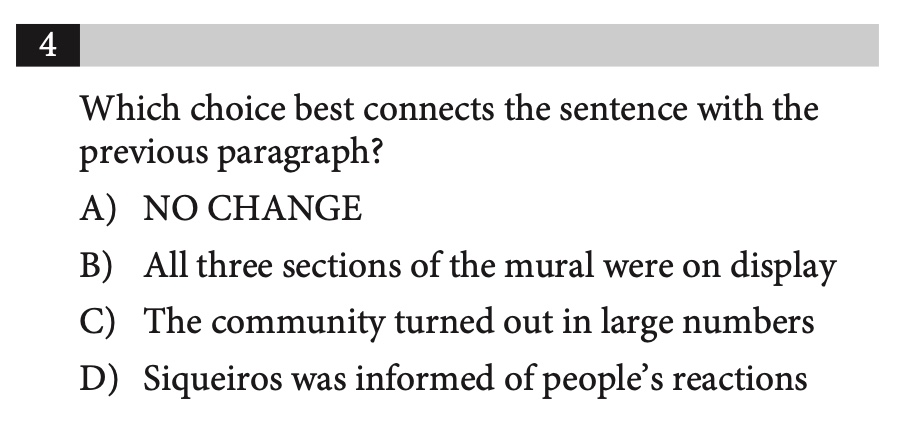 4
Which choice best connects the sentence with the
previous paragraph?
A) NO CHANGE
B) All three sections of the mural were on display
C) The community turned out in large numbers
D) Siqueiros was informed of people’s reactions